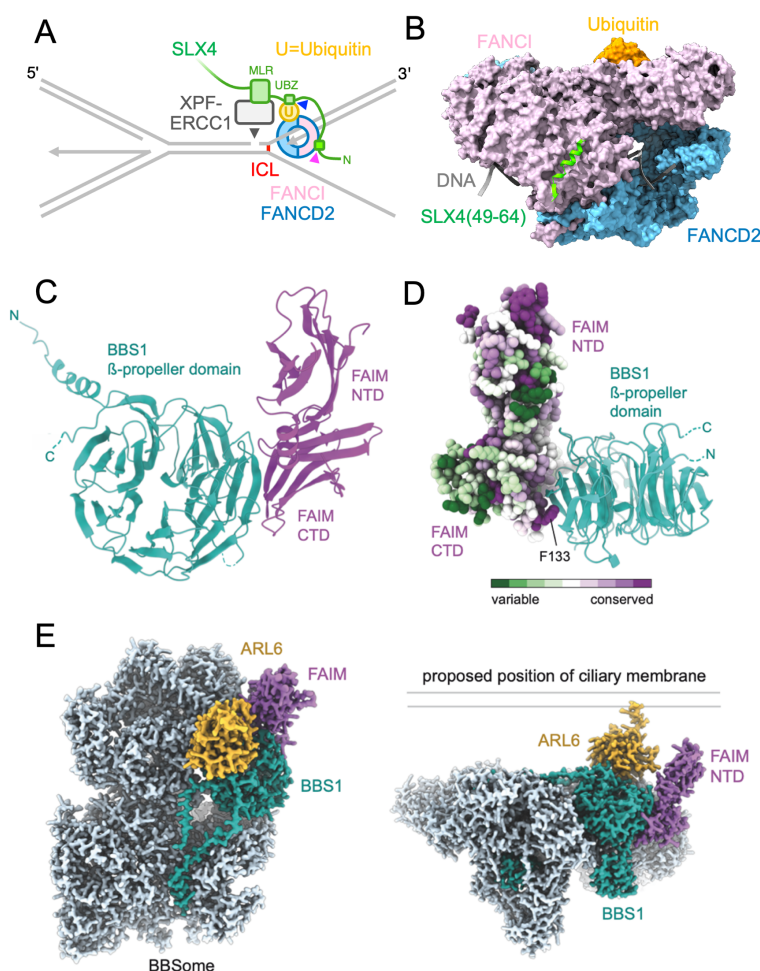 A
SLX4
U=Ubiquitin
5'
3'
MLR
UBZ
XPF-
ERCC1
U
N
ICL
FANCI
FANCD2
B
Ubiquitin
FANCI
DNA
SLX4(49-64)
FANCD2
C
N
BBS1
ß-propeller domain
C
FAIM
NTD
FAIM
CTD
D
FAIM
NTD
BBS1
ß-propeller
domain
C
N
FAIM
CTD
F133
variable
conserved
E
ARL6
FAIM
BBS1
BBSome
proposed position of ciliary membrane
ARL6
FAIM
NTD
BBS1